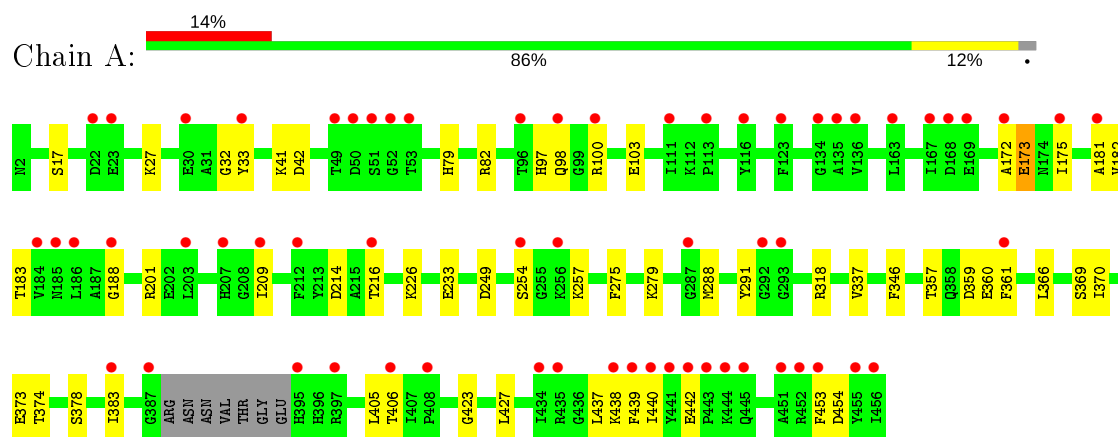 14%
Chain A:
86% 12% •
N2 S17 D22 E23 K27 E30 A31 G32 Y33 K41 D42 T49 D50 S51 G52 T53 H79 R82 T96 H97 Q98 G99 R100 E103 I111 K112 P113 Y116 F123 G134 A135 V136 L163 I167 D168 E169 A172 E173 N174 I175 A181 V182
T183 V184 N185 L186 A187 G188 R201 E202 L203 H207 G208 I209 F212 Y213 D214 A215 T216 K226 E233 D249 S254 G255 K256 K257 F275 K279 G287 M288 Y291 G292 G293 R318 V337 F346 T357 Q358 D359 E360 F361 L366 S369 I370
E373 T374 S378 I383 G387 ARG ASN ASN VAL THR GLY GLU H395 H396 R397 L405 T406 I407 P408 G423 L427 I434 R435 G436 L437 K438 F439 I440 Y441 E442 P443 K444 Q445 A451 R452 F453 D454 Y455 I456